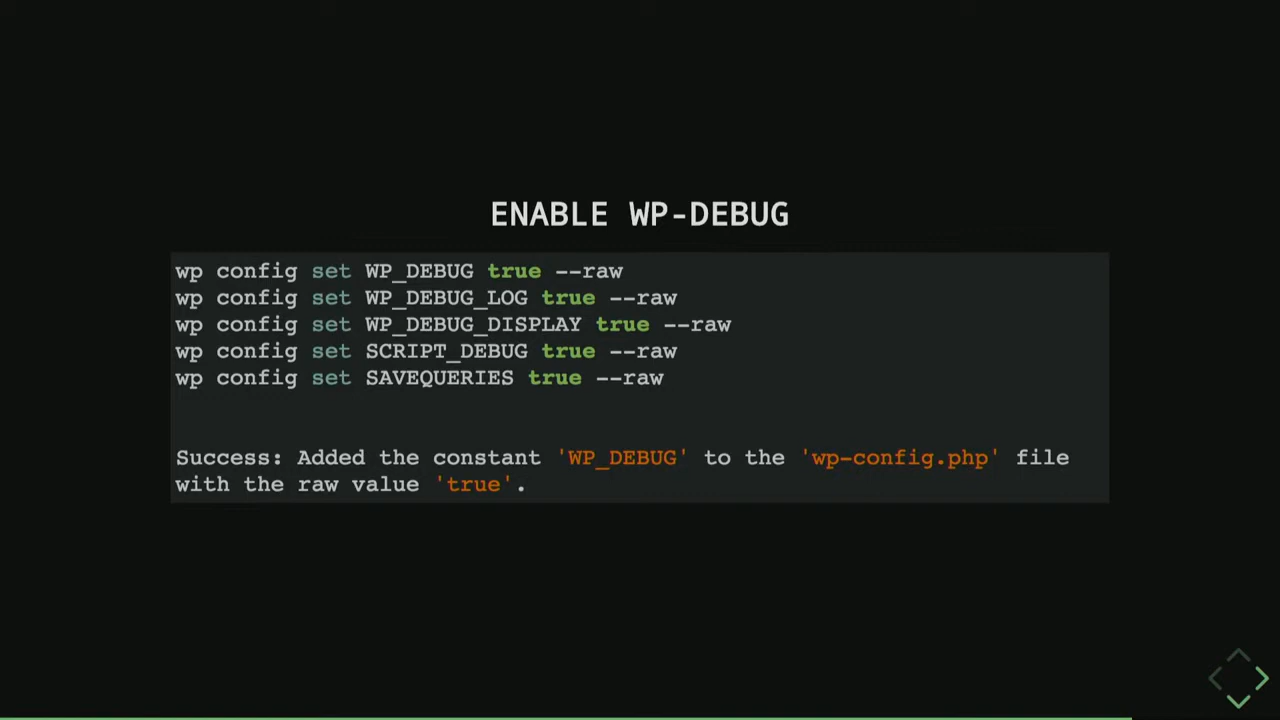 ENABLE WP-DEBUG
wp config set WP_DEBUG true --raw
wp config set WP_DEBUG_LOG true --raw
wp config set WP_DEBUG_DISPLAY true --raw
wp config set SCRIPT_DEBUG true --raw
wp config set SAVEQUERIES true --raw
Success: Added the constant 'WP_DEBUG' to the 'wp-config.php' file
with the raw value 'true'.